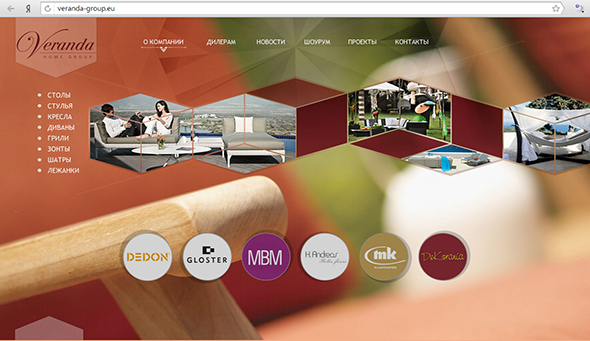 veranda-group.eu
Veranda
HOME GROUP
О КОМПАНИИ ДИЛЕРАМ НОВОСТИ ШОУРУМ ПРОЕКТЫ КОНТАКТЫ
СТОЛЫ
СТУЛЬЯ
КРЕСЛА
ДИВАНЫ
ГРИЛИ
ЗОНТЫ
ШАТРЫ
ЛЕЖАНКИ
DEDON GLOSTER MBM H. Andreas mk